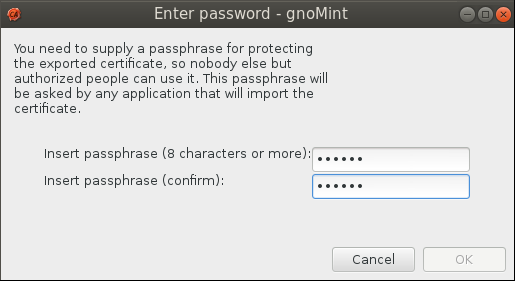 Enter password - gnoMint
You need to supply a passphrase for protecting
the exported certificate, so nobody else but
authorized people can use it. This passphrase will
be asked by any application that will import the
certificate.
Insert passphrase (8 characters or more): ••••••
Insert passphrase (confirm): ••••••
Cancel OK